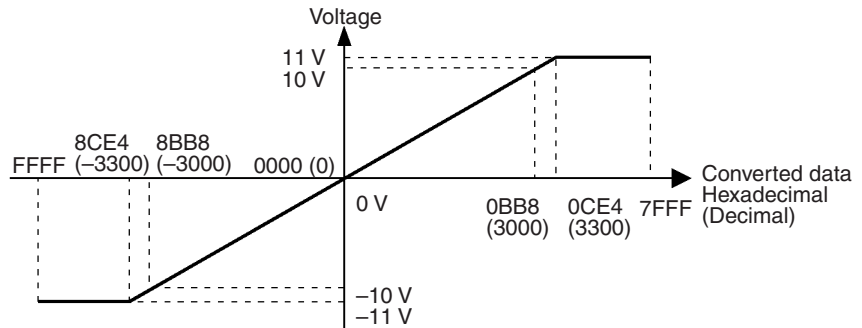 Voltage
11 V
10 V
8CE4 8BB8
FFFF (–3300) (–3000) 0000 (0)
Converted data
Hexadecimal
(Decimal)
0 V
0BB8 0CE4 7FFF
(3000) (3300)
–10 V
–11 V